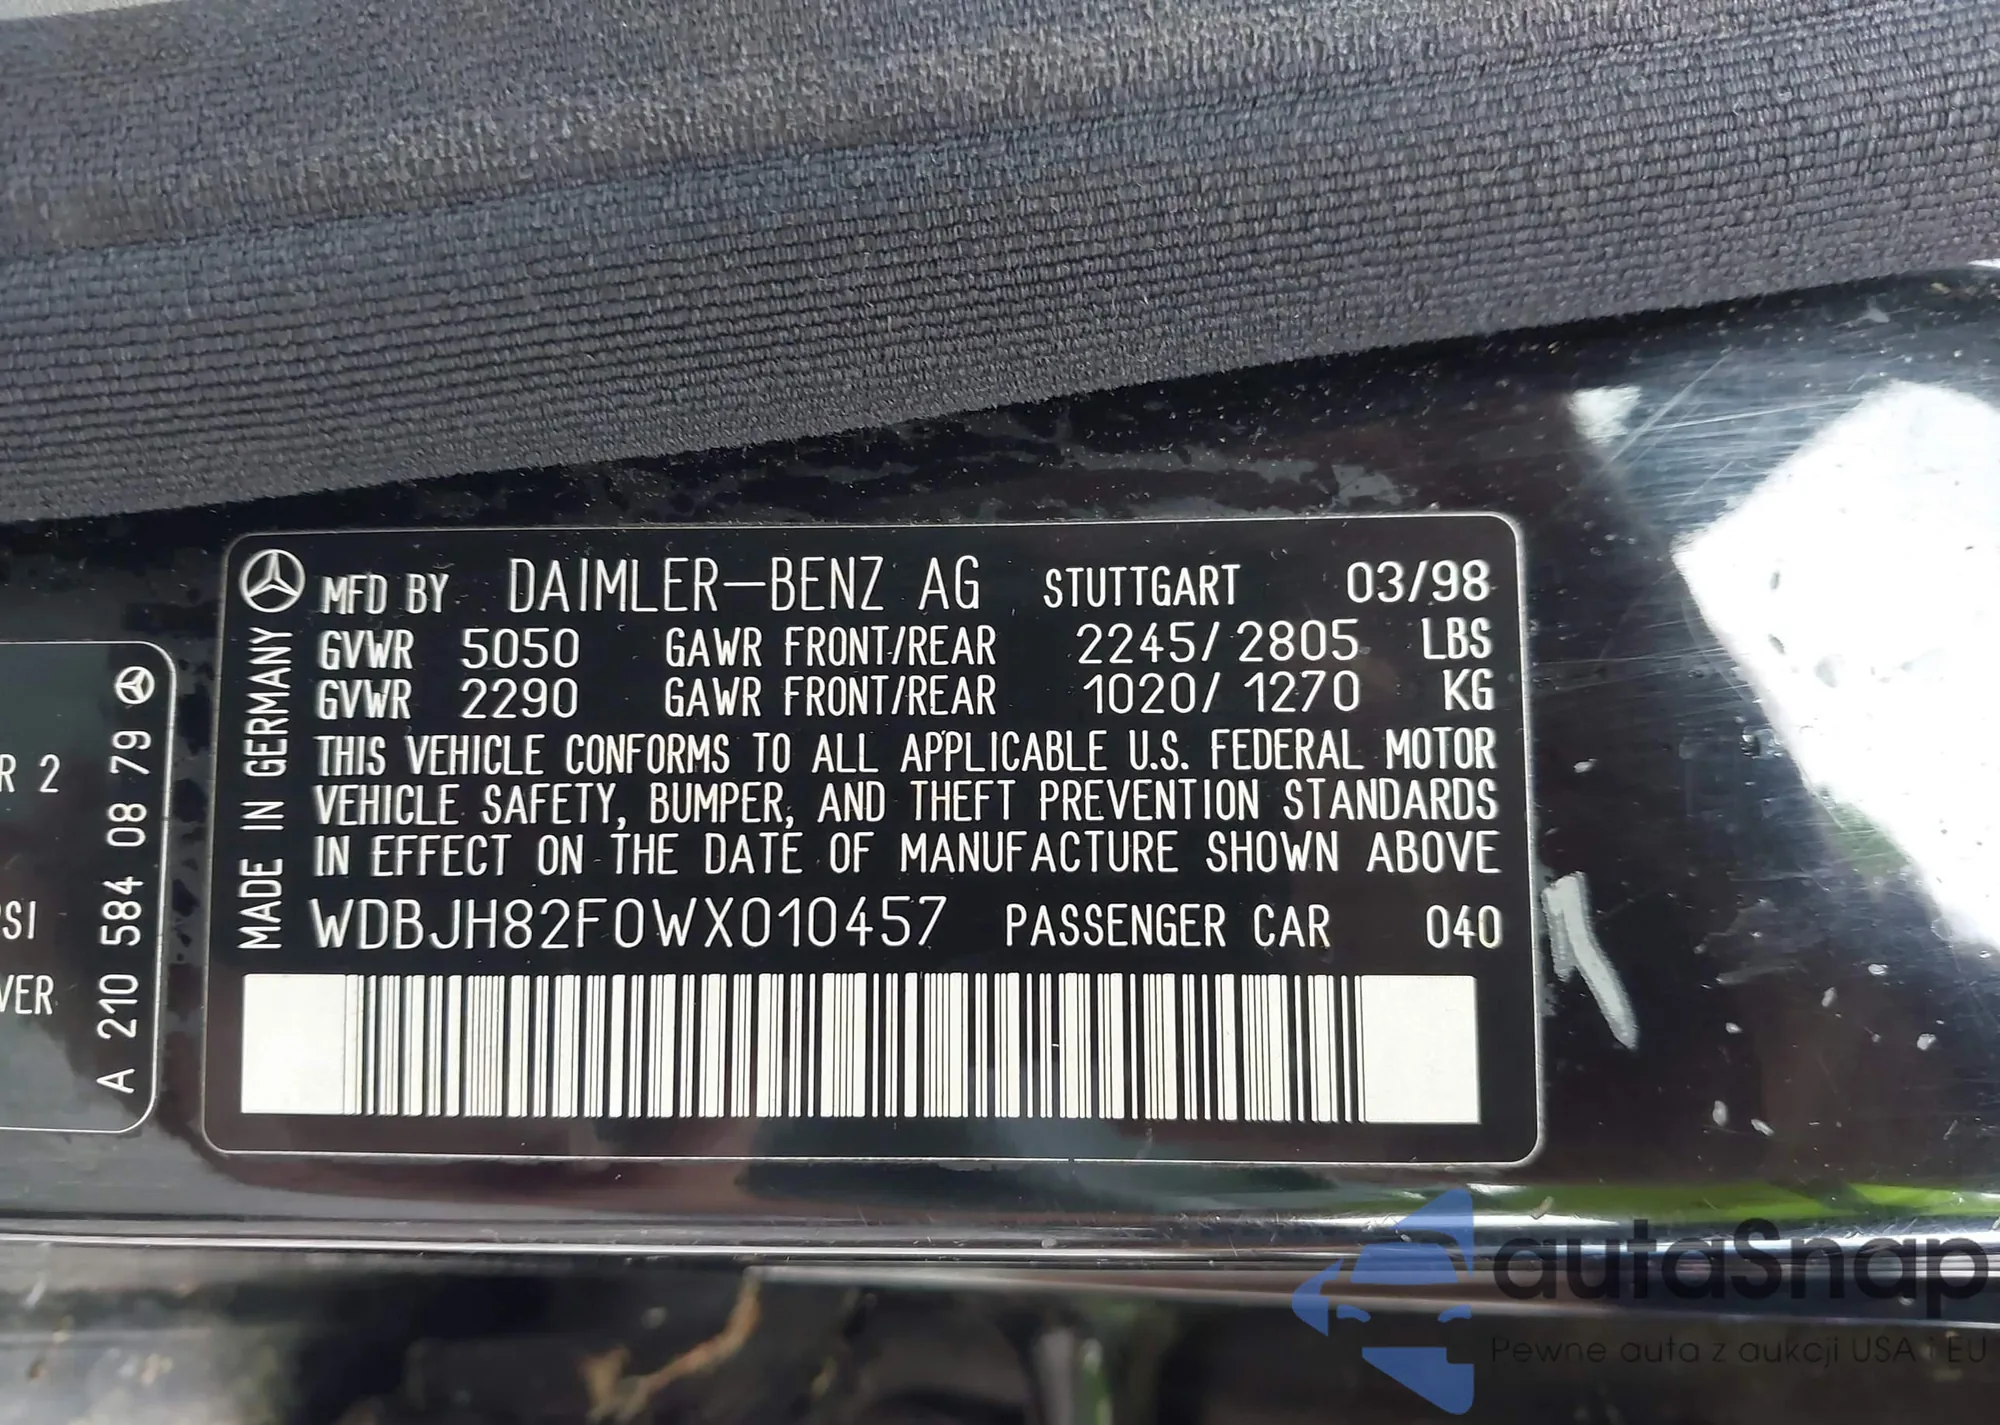 MFD BY DAIMLER-BENZ AG STUTTGART 03/98
GVWR 5050 GAWR FRONT/REAR 2245/2805 LBS
GVWR 2290 GAWR FRONT/REAR 1020/1270 KG
THIS VEHICLE CONFORMS TO ALL APPLICABLE U.S. FEDERAL MOTOR
VEHICLE SAFETY, BUMPER, AND THEFT PREVENTION STANDARDS
IN EFFECT ON THE DATE OF MANUFACTURE SHOWN ABOVE
WDBJH82F0WX010457 PASSENGER CAR 040
MADE IN GERMANY
R 2
SI
VER
A 210 584 08 79
autaSnap
Pewne auta z aukcji USA i EU